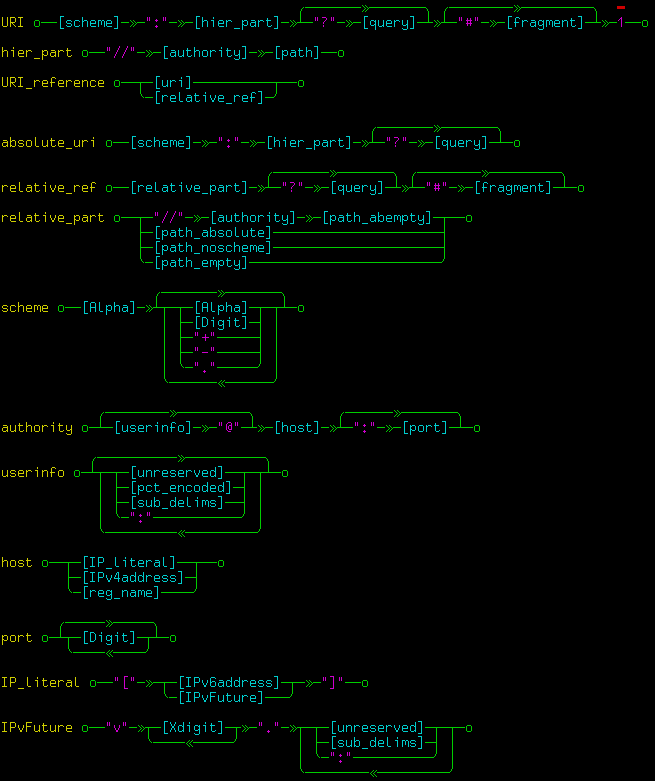 URI [scheme] ":" [hier_part] "?" [query] "#" [fragment] 1
hier_part "//" [authority] [path]
URI_reference [uri]
[relative_ref]
absolute_uri [scheme] ":" [hier_part] "?" [query]
relative_ref [relative_part] "?" [query] "#" [fragment]
relative_part "//" [authority] [path_abempty]
[path_absolute]
[path_noscheme]
[path_empty]
scheme [Alpha] [Alpha]
[Digit]
"+"
"-"
"."
authority [userinfo] "@" [host] ":" [port]
userinfo [unreserved]
[pct_encoded]
[sub_delims]
":"
host [IP_literal]
[IPv4address]
[reg_name]
port [Digit]
IP_literal "[" [IPv6address] "]"
[IPvFuture]
IPvFuture "v" [Xdigit] "." [unreserved]
[sub_delims]
":"